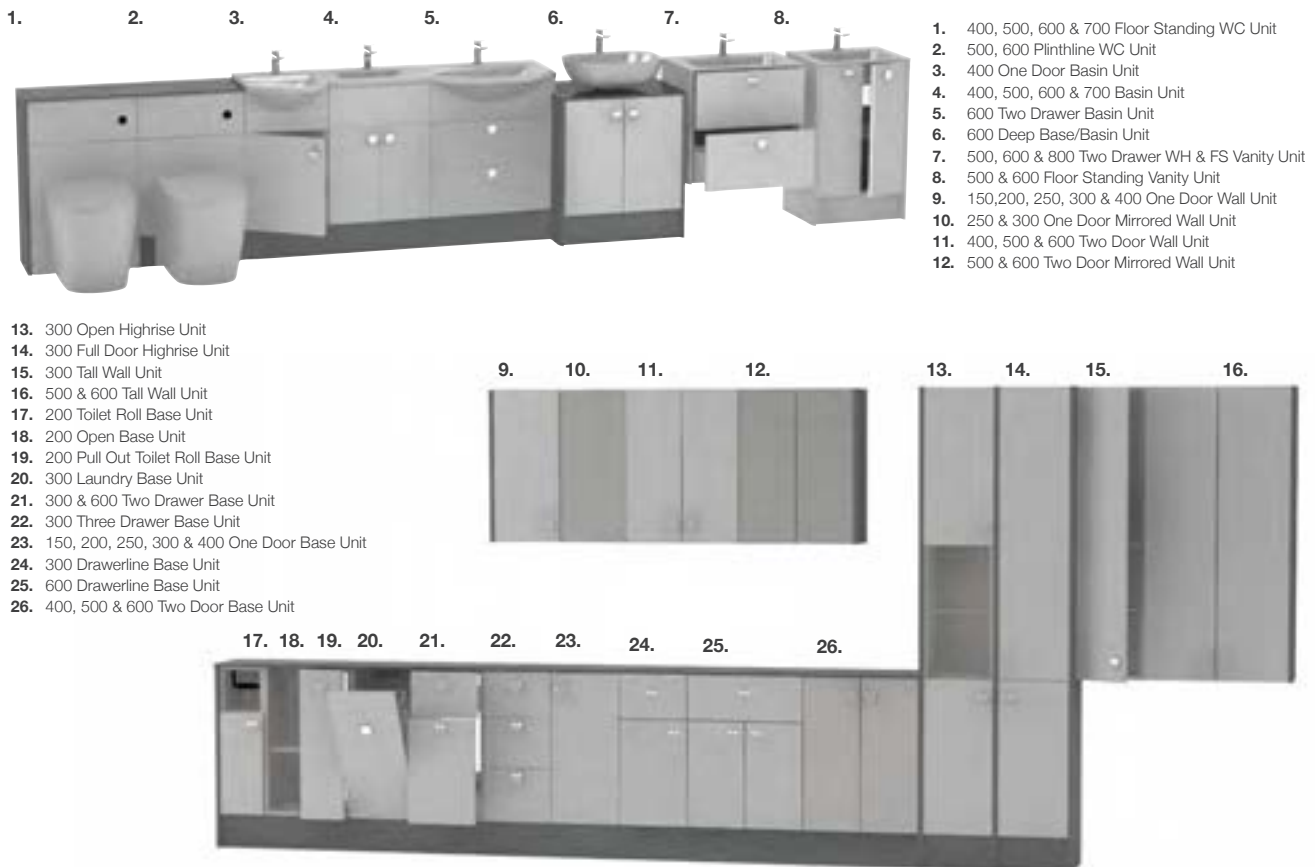 1. 2. 3. 4. 5. 6. 7. 8.
1. 400, 500, 600 & 700 Floor Standing WC Unit
2. 500, 600 Plinthline WC Unit
3. 400 One Door Basin Unit
4. 400, 500, 600 & 700 Basin Unit
5. 600 Two Drawer Basin Unit
6. 600 Deep Base/Basin Unit
7. 500, 600 & 800 Two Drawer WH & FS Vanity Unit
8. 500 & 600 Floor Standing Vanity Unit
9. 150,200, 250, 300 & 400 One Door Wall Unit
10. 250 & 300 One Door Mirrored Wall Unit
11. 400, 500 & 600 Two Door Wall Unit
12. 500 & 600 Two Door Mirrored Wall Unit
13. 300 Open Highrise Unit
14. 300 Full Door Highrise Unit
15. 300 Tall Wall Unit
16. 500 & 600 Tall Wall Unit
17. 200 Toilet Roll Base Unit
18. 200 Open Base Unit
19. 200 Pull Out Toilet Roll Base Unit
20. 300 Laundry Base Unit
21. 300 & 600 Two Drawer Base Unit
22. 300 Three Drawer Base Unit
23. 150, 200, 250, 300 & 400 One Door Base Unit
24. 300 Drawerline Base Unit
25. 600 Drawerline Base Unit
26. 400, 500 & 600 Two Door Base Unit
9. 10. 11. 12. 13. 14. 15. 16.
17. 18. 19. 20. 21. 22. 23. 24. 25. 26.